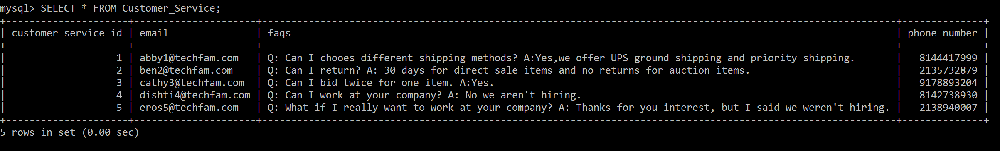 mysql> SELECT * FROM Customer_Service;
+---------------------+---------------------+-------------------------------------------------------------------------------------------------------------+--------------+
| customer_service_id | email               | faqs                                                                                                        | phone_number |
+---------------------+---------------------+-------------------------------------------------------------------------------------------------------------+--------------+
|                   1 | abby1@techfam.com   | Q: Can I chooes different shipping methods? A:Yes,we offer UPS ground shipping and priority shipping.       |   8144417999 |
|                   2 | ben2@techfam.com    | Q: Can I return? A: 30 days for direct sale items and no returns for auction items.                         |   2135732879 |
|                   3 | cathy3@techfam.com  | Q: Can I bid twice for one item. A:Yes.                                                                     |   9178893204 |
|                   4 | dishti4@techfam.com | Q: Can I work at your company? A: No we aren't hiring.                                                      |   8142738930 |
|                   5 | eros5@techfam.com   | Q: What if I really want to work at your company? A: Thanks for you interest, but I said we weren't hiring. |   2138940007 |
+---------------------+---------------------+-------------------------------------------------------------------------------------------------------------+--------------+
5 rows in set (0.00 sec)